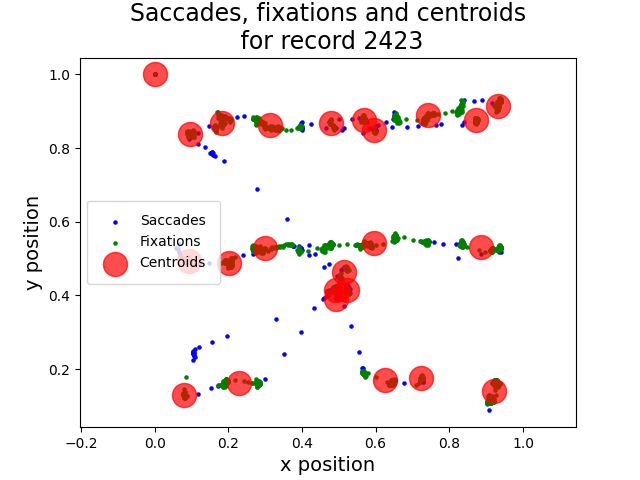 Saccades, fixations and centroids
for record 2423
1.0
0.8
0.6
0.4
0.2
y position
Saccades
Fixations
Centroids
−0.2
0.0
0.2
0.4
0.6
0.8
1.0
x position